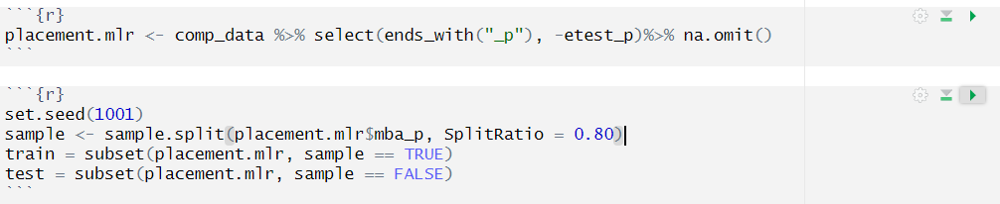 ```{r}
placement.mlr <- comp_data %>% select(ends_with("_p"), -etest_p)%>% na.omit()
```
```{r}
set.seed(1001)
sample <- sample.split(placement.mlr$mba_p, SplitRatio = 0.80)
train = subset(placement.mlr, sample == TRUE)
test = subset(placement.mlr, sample == FALSE)
```